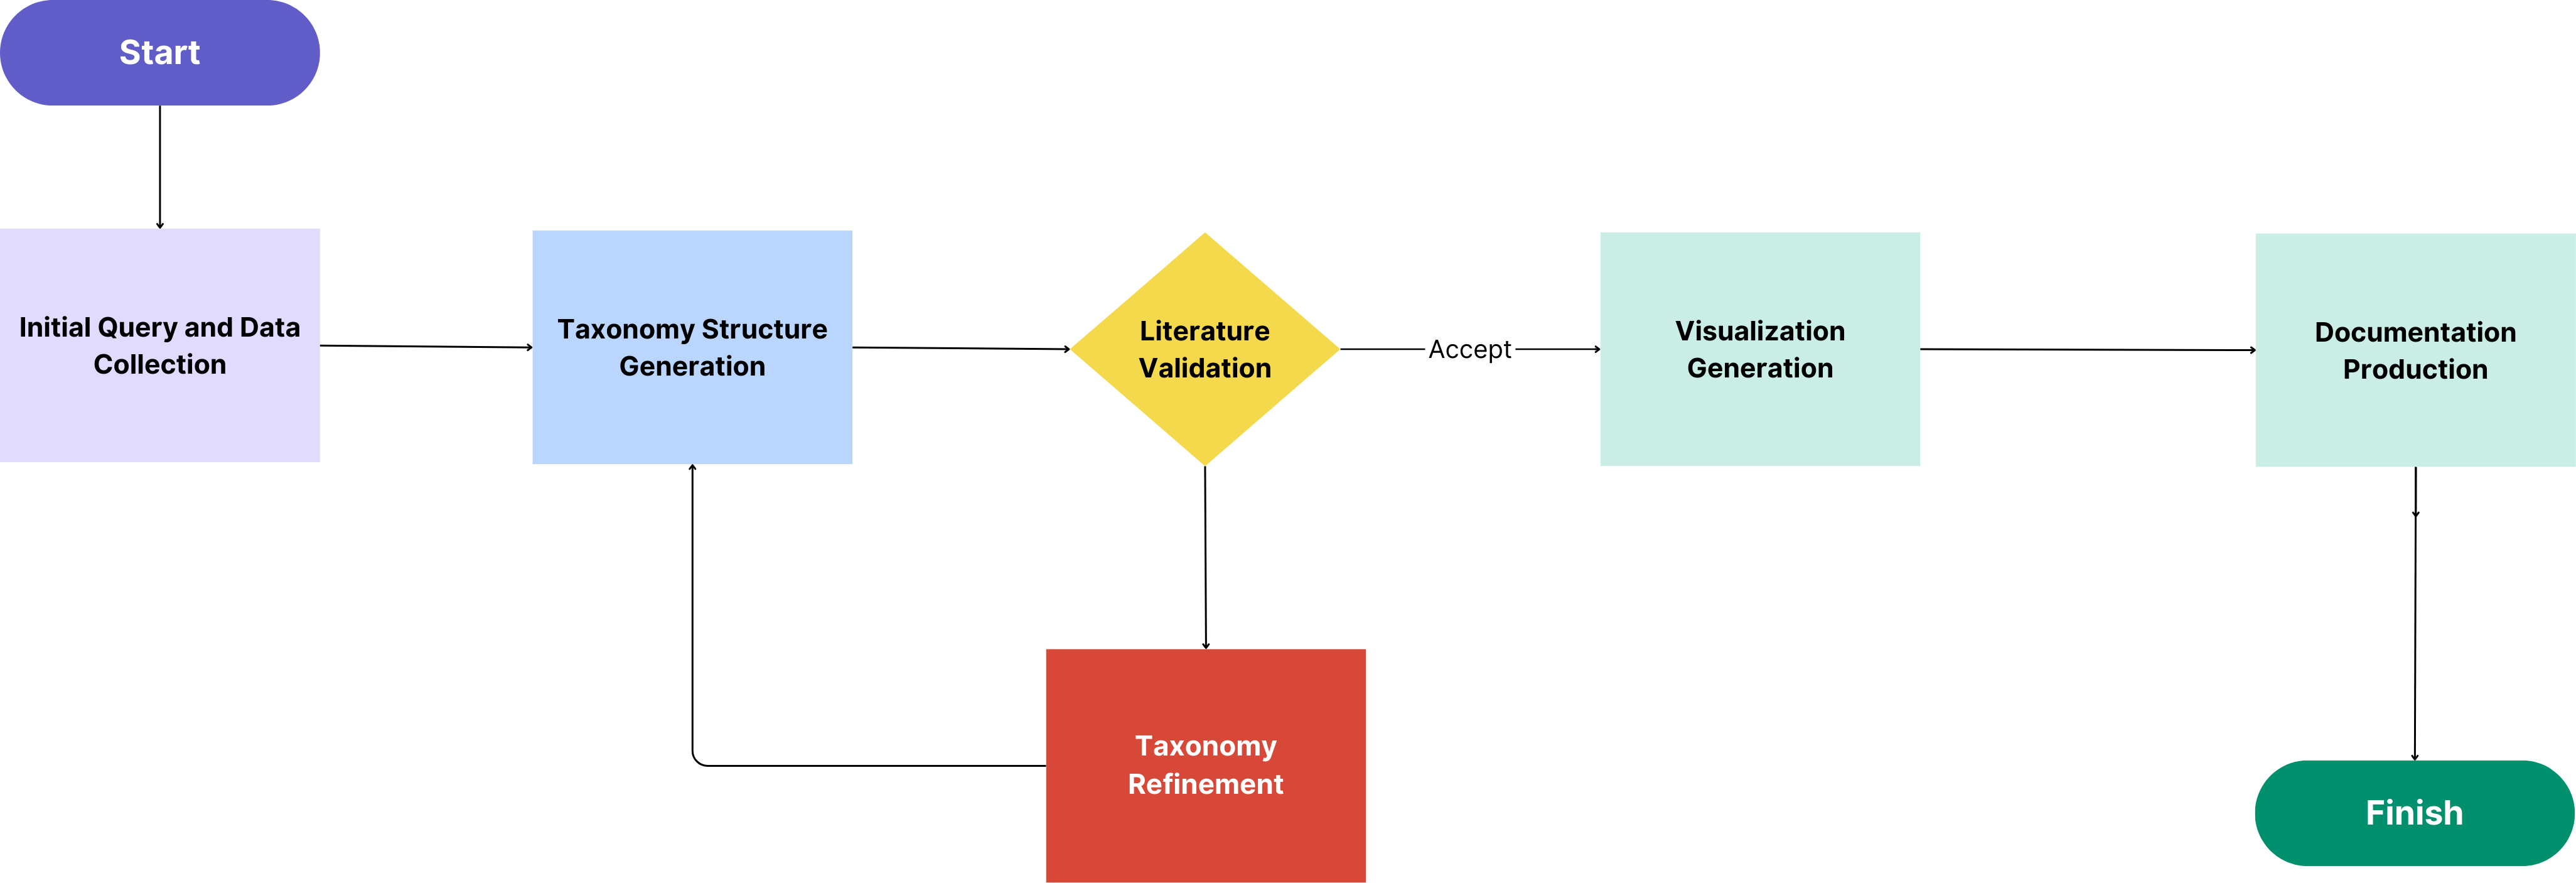 Start
Initial Query and Data
Collection
Taxonomy Structure
Generation
Literature
Validation
Accept
Visualization
Generation
Documentation
Production
Taxonomy
Refinement
Finish